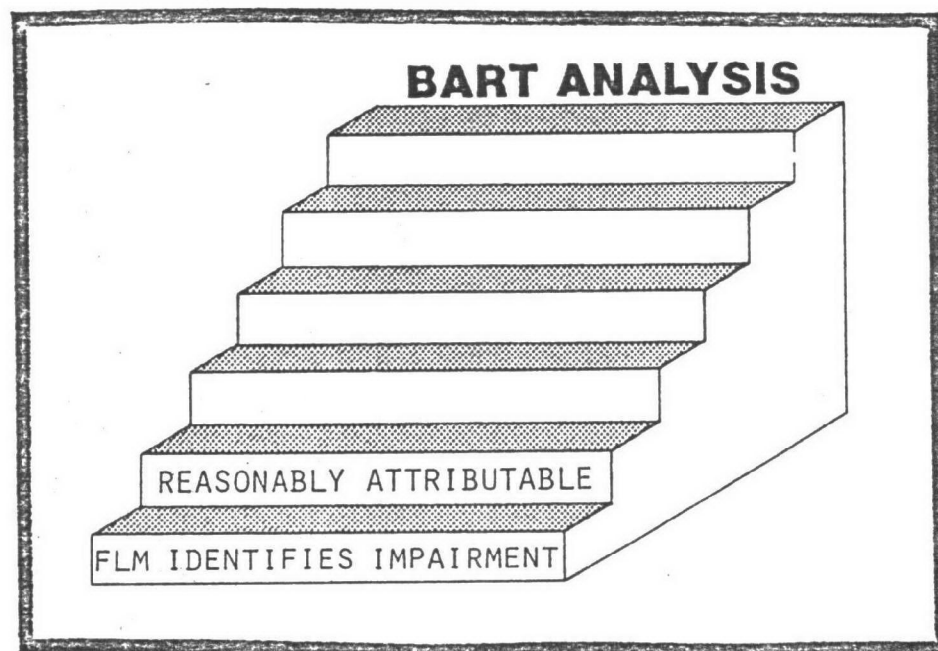 BART ANALYSIS
REASONABLY ATTRIBUTABLE
FLM IDENTIFIES IMPAIRMENT